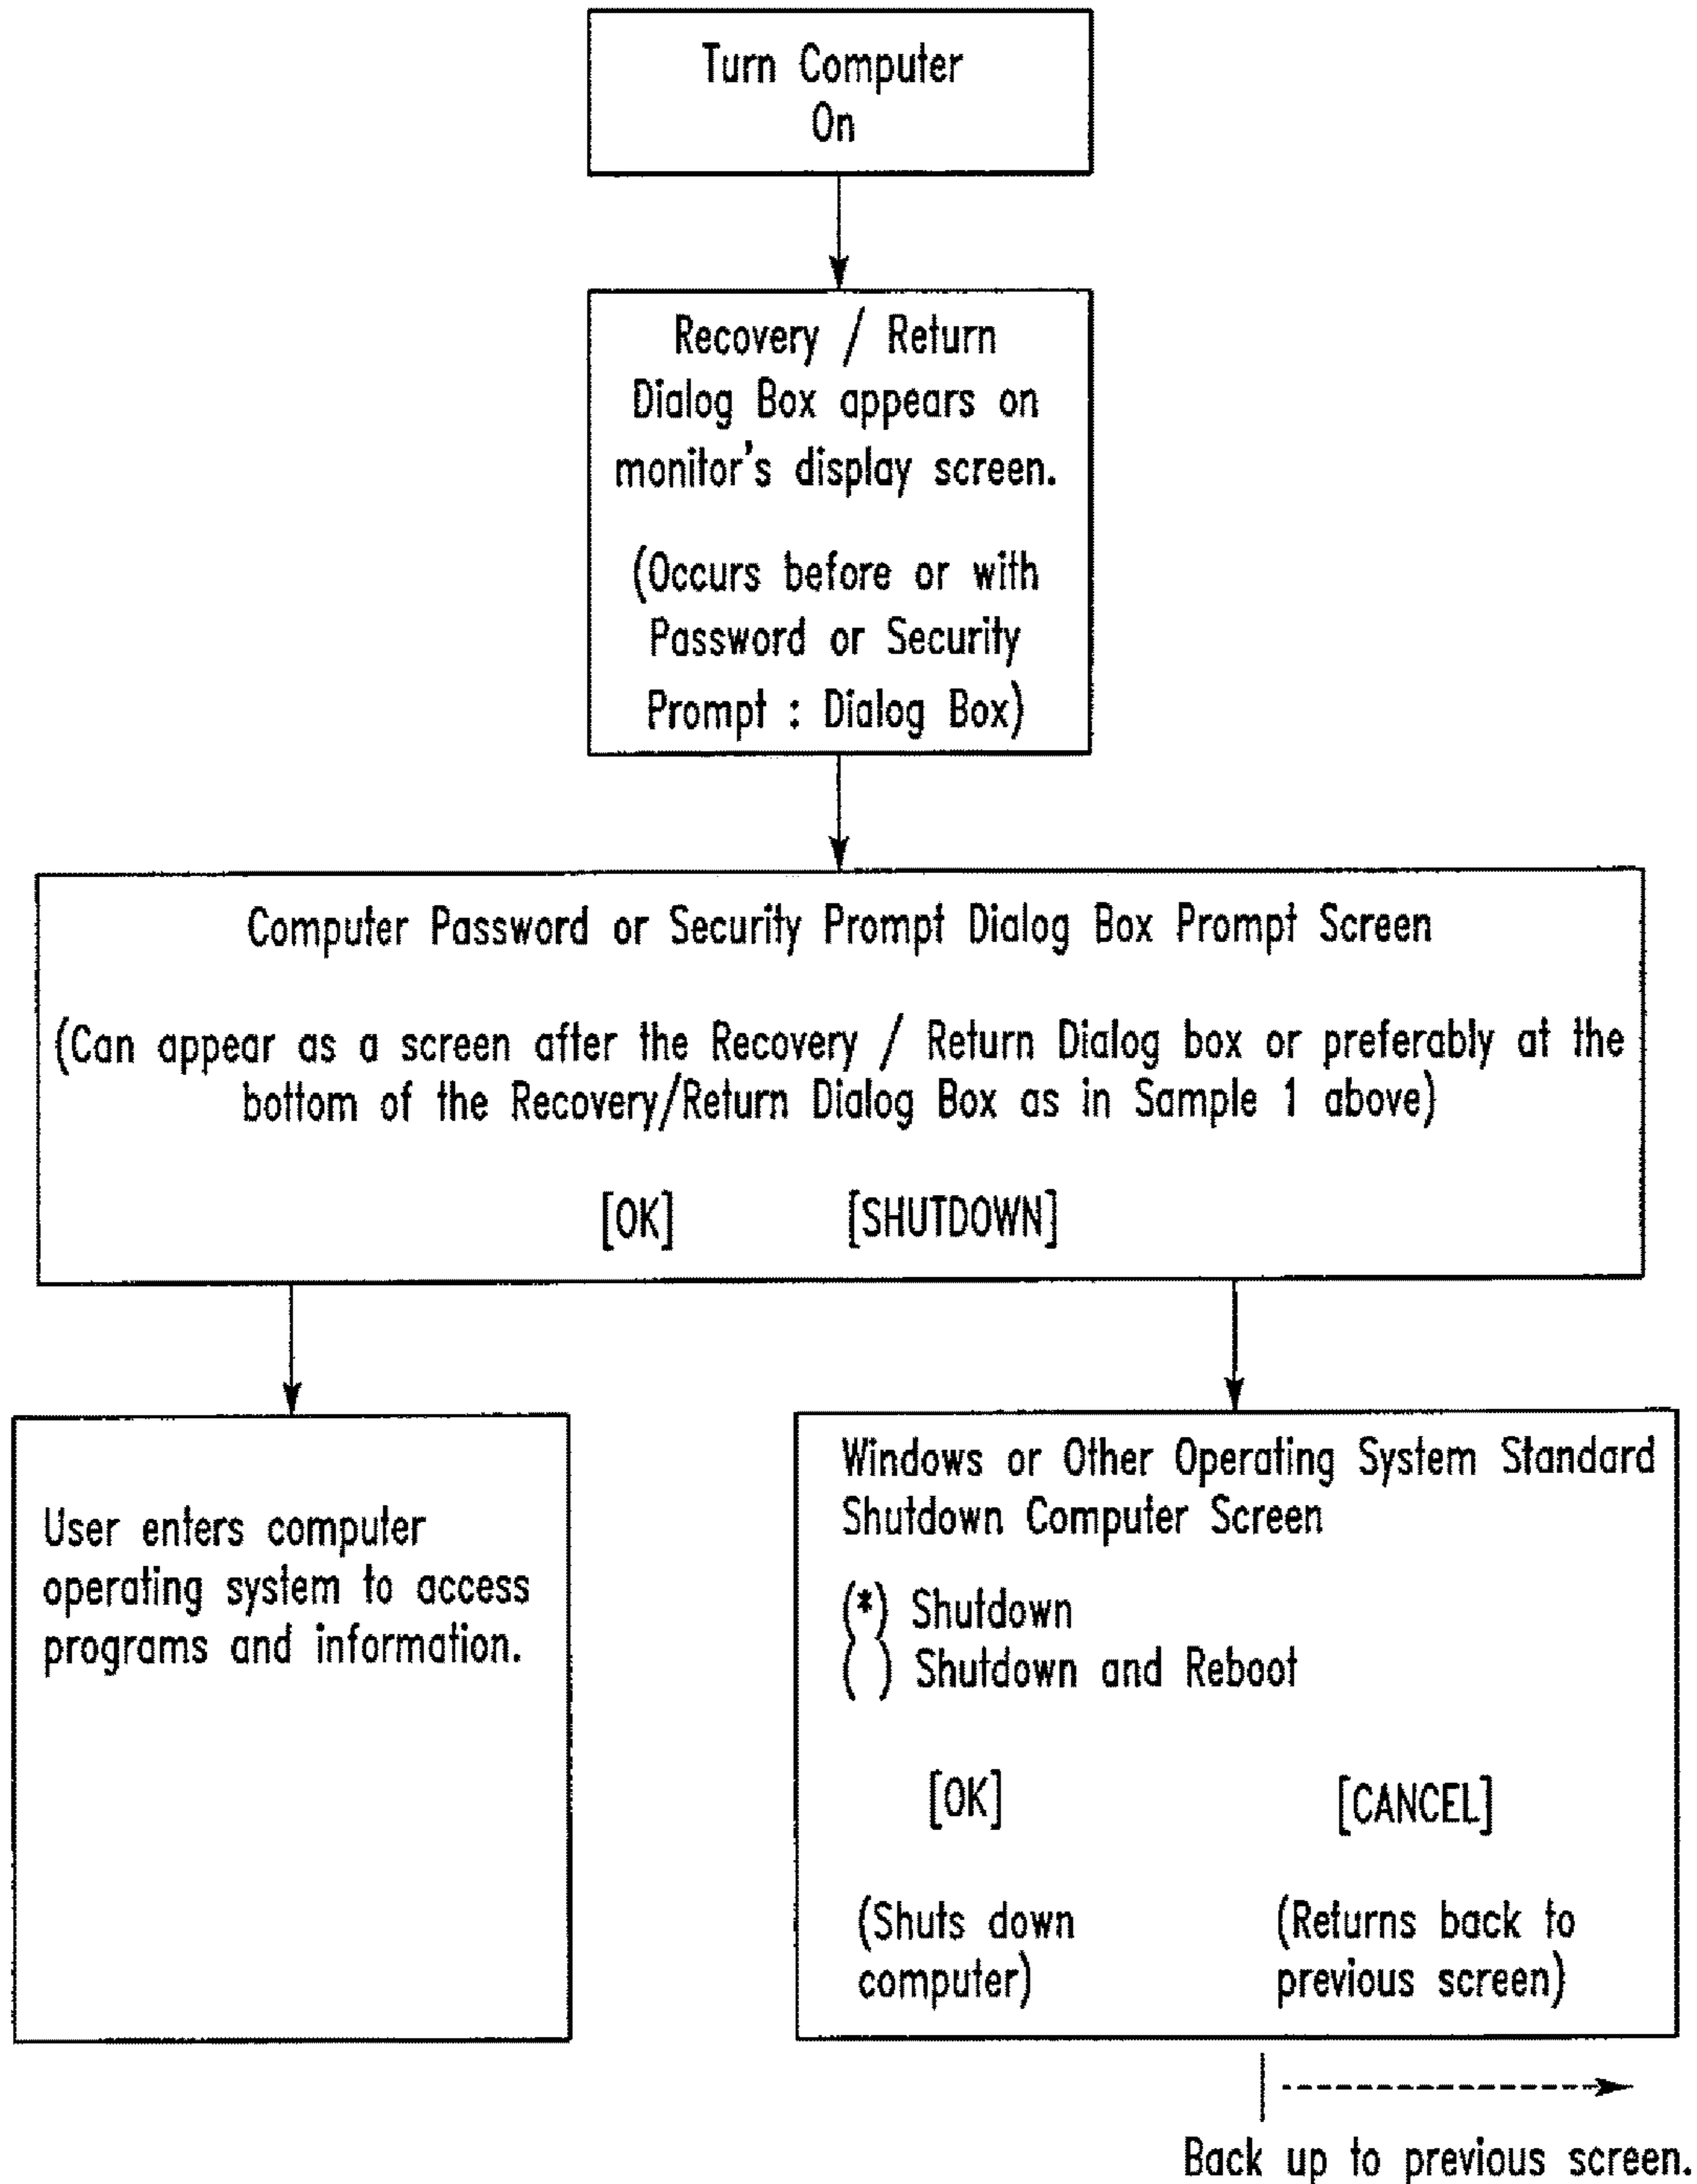 Turn Computer
On
Recovery / Return
Dialog Box appears on
monitor's display screen.
(Occurs before or with
Password or Security
Prompt : Dialog Box)
Computer Password or Security Prompt Dialog Box Prompt Screen
(Can appear as a screen after the Recovery / Return Dialog box or preferably at the
bottom of the Recovery/Return Dialog Box as in Sample 1 above)
[OK] [SHUTDOWN]
User enters computer
operating system to access
programs and information.
Windows or Other Operating System Standard
Shutdown Computer Screen
(*) Shutdown
( ) Shutdown and Reboot
[OK] [CANCEL]
(Shuts down
computer)
(Returns back to
previous screen)
Back up to previous screen.